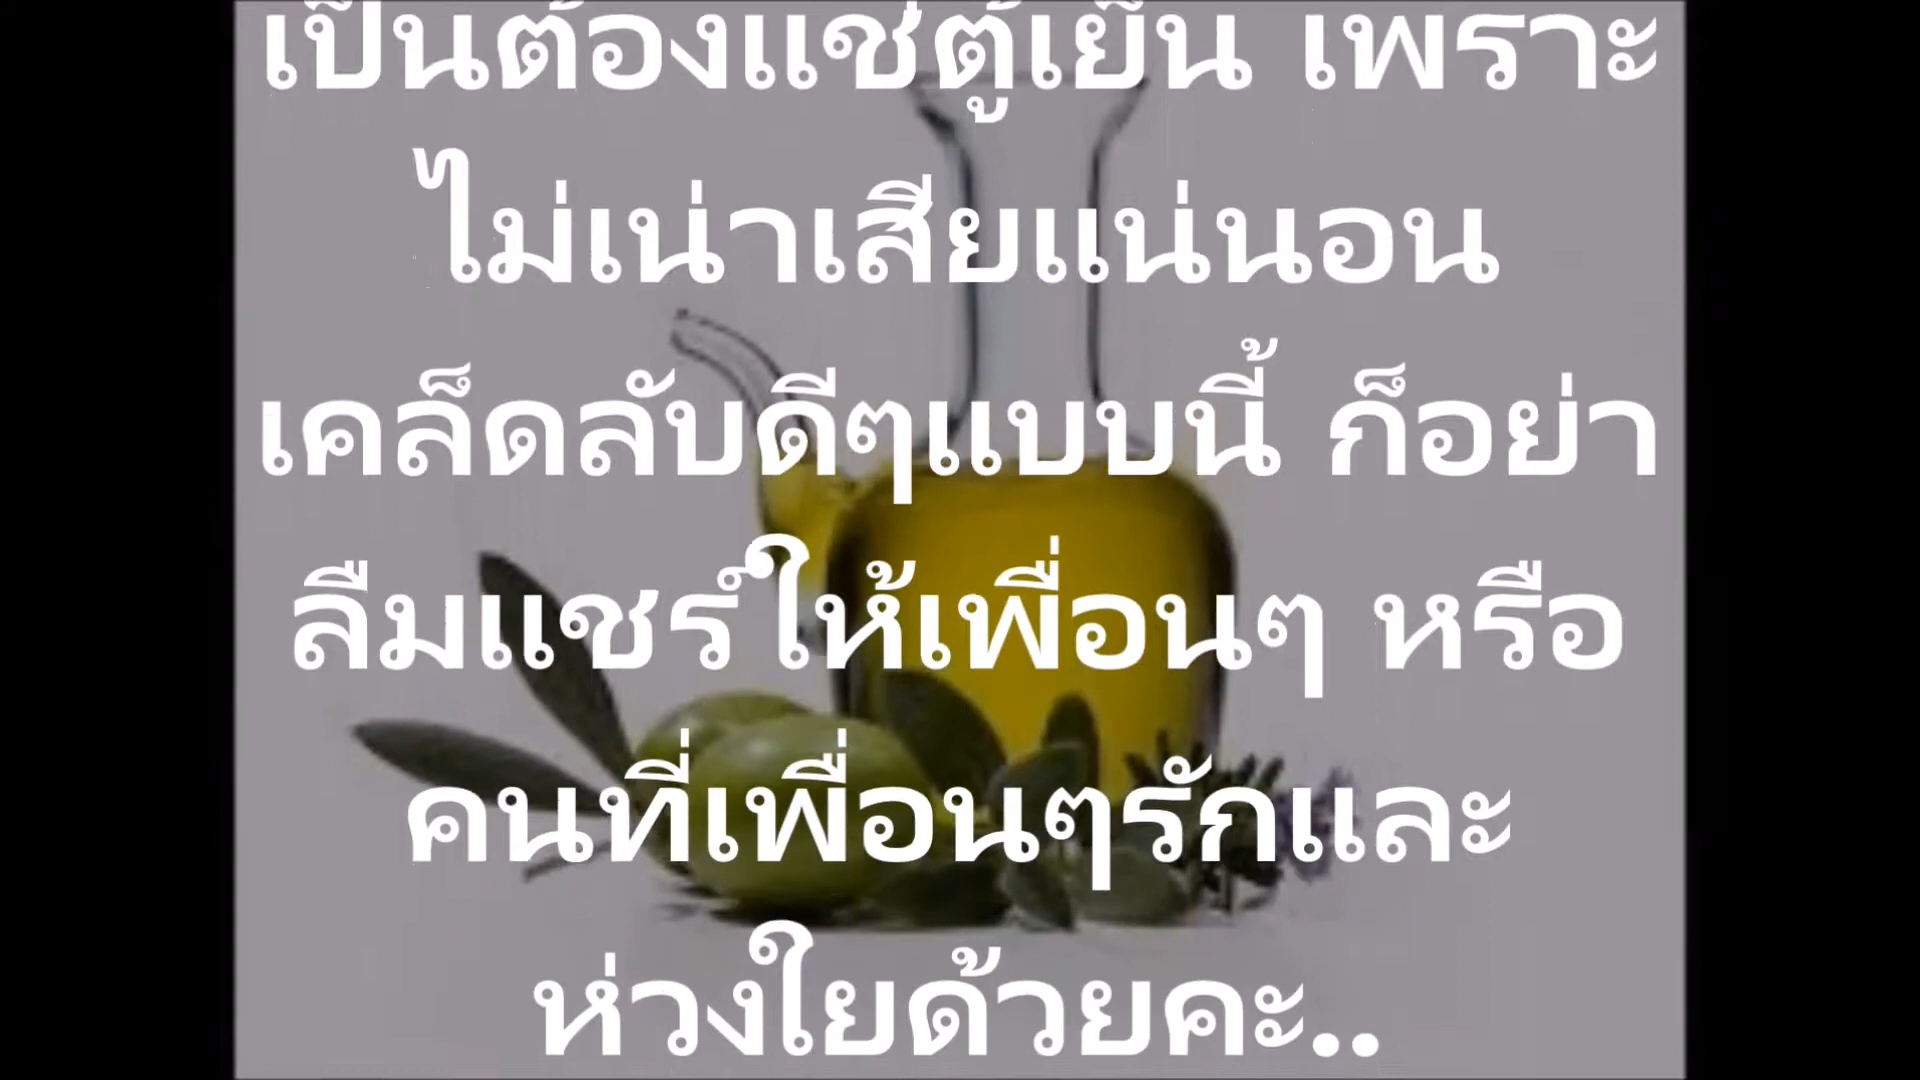 เป็นต้องแช่ตู้เย็น เพราะ
ไม่เน่าเสียแน่นอน
เคล็ดลับดีๆแบบนี้ ก็อย่า
ลืมแชร์ให้เพื่อนๆ หรือ
คนที่เพื่อนๆรักและ
ห่วงใยด้วยคะ..